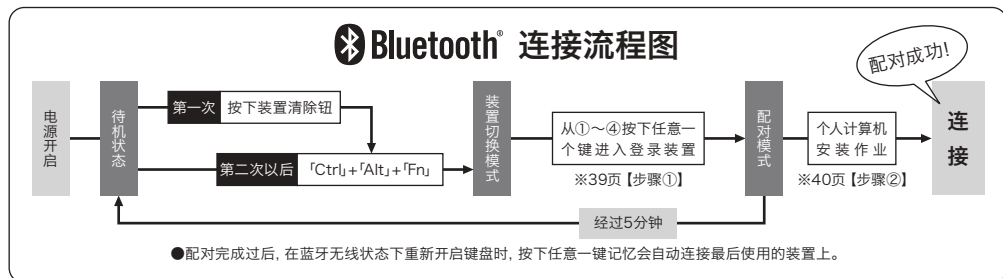 Bluetooth® 连接流程图
配对成功!
电源开启
待机状态
第一次 按下装置清除钮
第二次以后 「Ctrl」+「Alt」+「Fn」
装置切换模式
从①～④按下任意一
个键进入登录装置
※39页【步骤①】
配对模式
个人计算机
安装作业
※40页【步骤②】
连接
经过5分钟
●配对完成过后, 在蓝牙无线状态下重新开启键盘时, 按下任意一键记忆会自动连接最后使用的装置上。